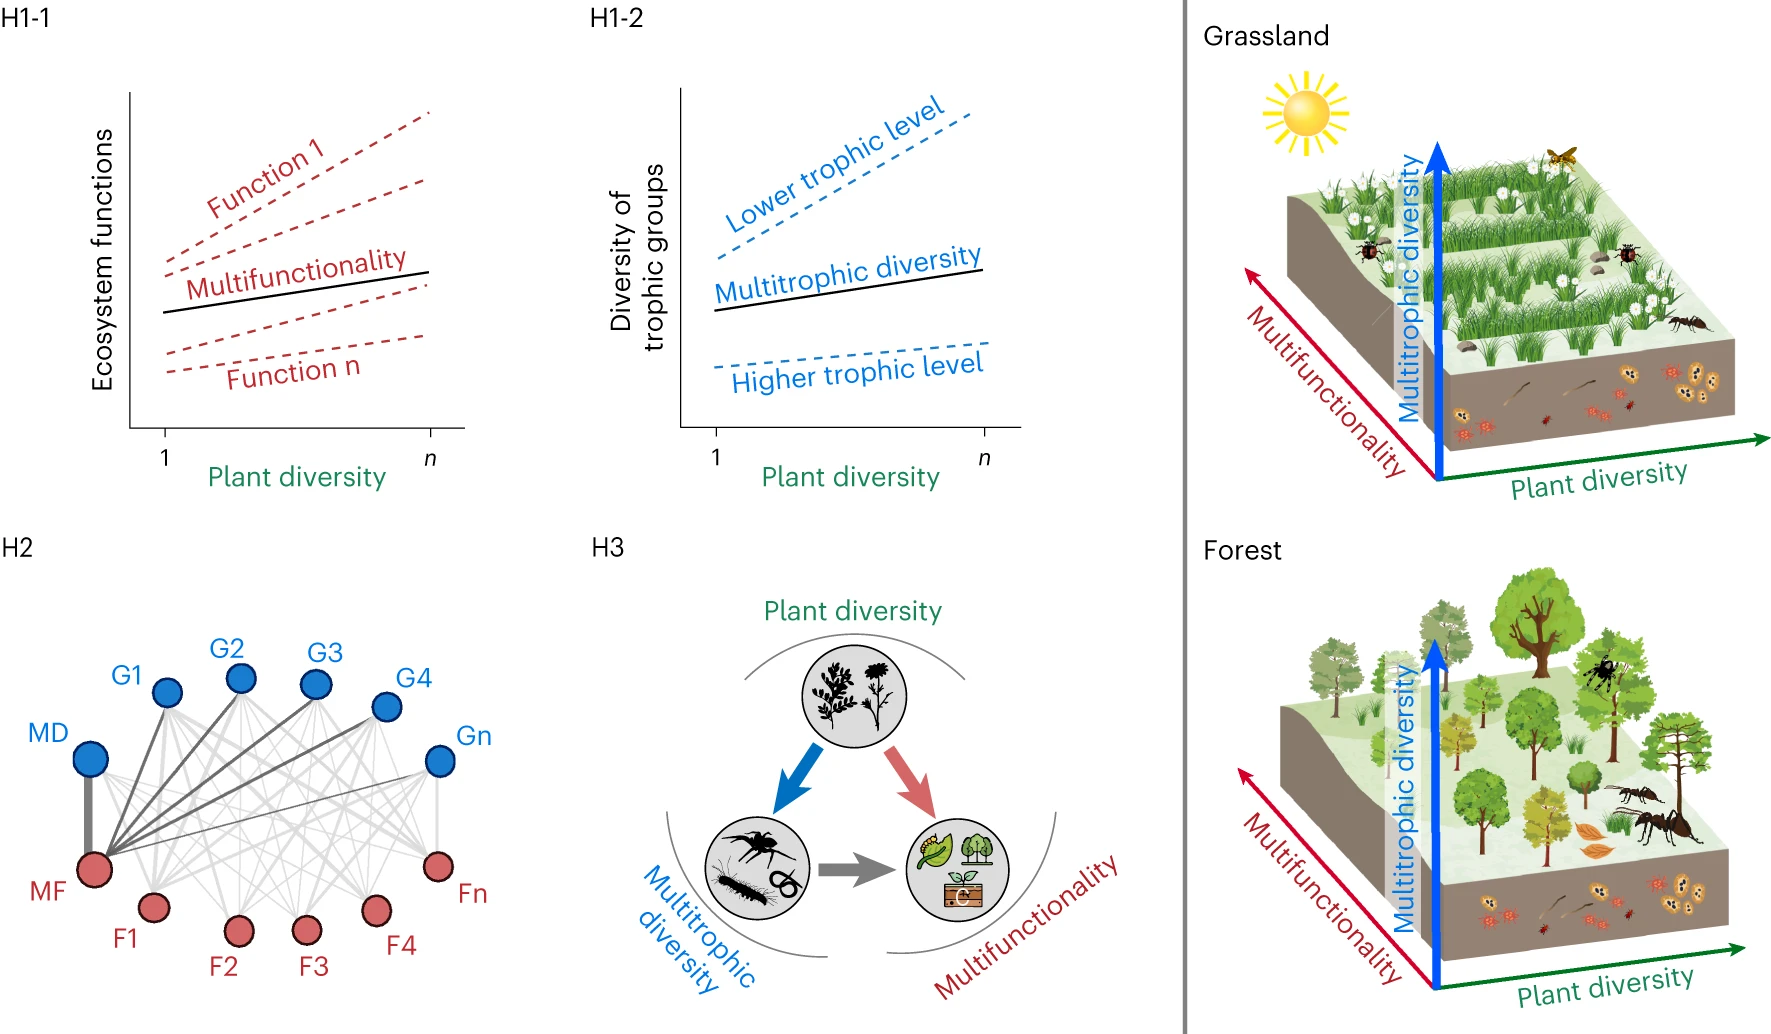 H1-1
Ecosystem functions
Function 1
Multifunctionality
Function n
1
n
Plant diversity
H1-2
Diversity of
trophic groups
Lower trophic level
Multitrophic diversity
Higher trophic level
1
n
Plant diversity
Grassland
Multitrophic diversity
Multifunctionality
Plant diversity
H2
G1
G2
G3
G4
Gn
MD
MF
F1
F2
F3
F4
Fn
H3
Plant diversity
Multitrophic
diversity
C
Multifunctionality
Forest
Multitrophic diversity
Multifunctionality
Plant diversity